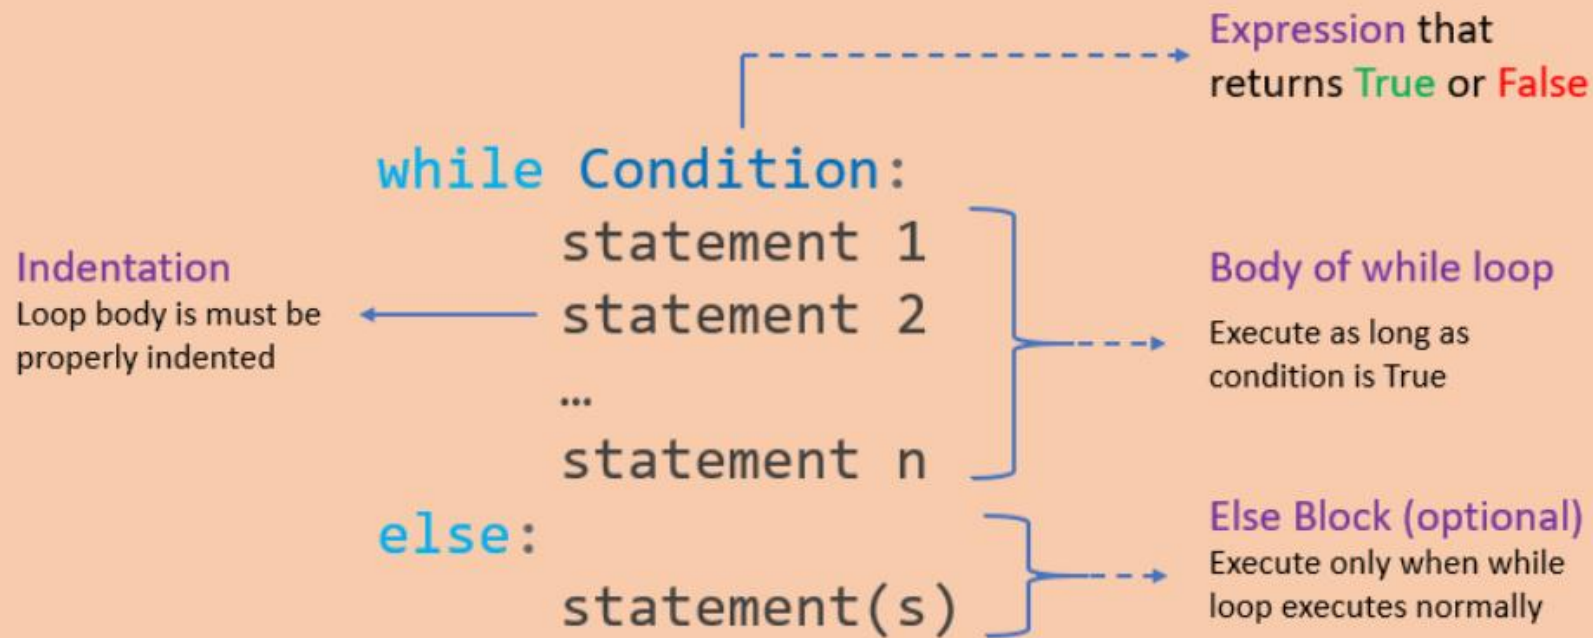 Expression that
returns True or False
while Condition:
statement 1
statement 2
...
statement n
else:
statement(s)
Indentation
Loop body is must be
properly indented
Body of while loop
Execute as long as
condition is True
Else Block (optional)
Execute only when while
loop executes normally